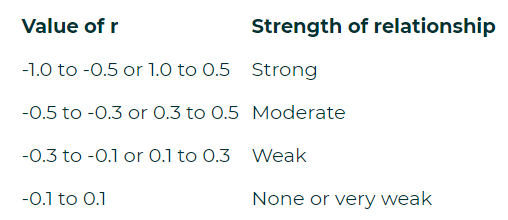 Value of r Strength of relationship
-1.0 to -0.5 or 1.0 to 0.5 Strong
-0.5 to -0.3 or 0.3 to 0.5 Moderate
-0.3 to -0.1 or 0.1 to 0.3 Weak
-0.1 to 0.1 None or very weak